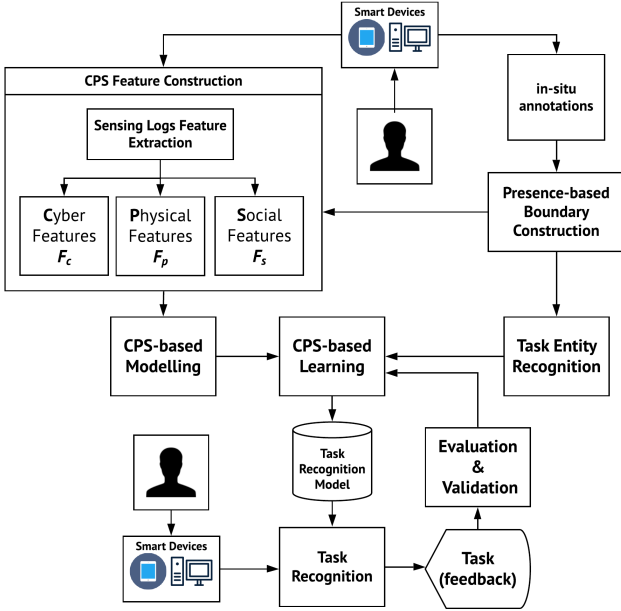 Smart Devices
CPS Feature Construction
in-situ
annotations
Sensing Logs Feature
Extraction
Cyber
Features
Fc
Physical
Features
Fp
Social
Features
Fs
Presence-based
Boundary
Construction
CPS-based
Modelling
CPS-based
Learning
Task Entity
Recognition
Task
Recognition
Model
Evaluation
&
Validation
Smart Devices
Task
Recognition
Task
(feedback)